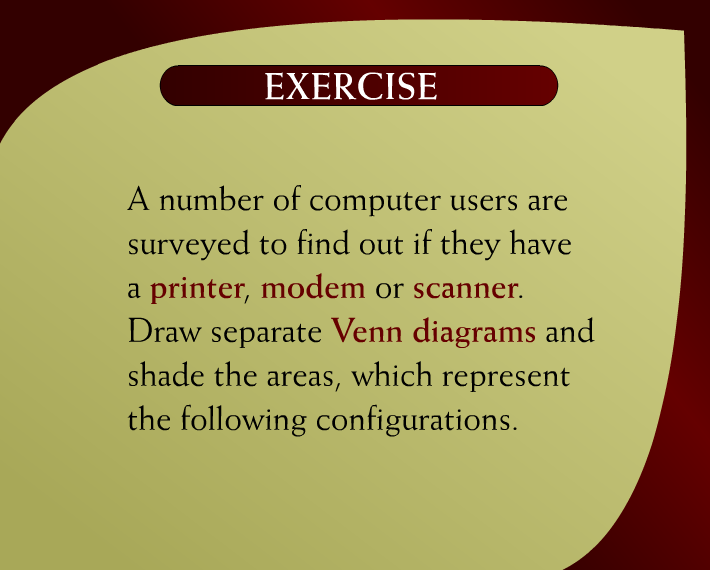 EXERCISE
A number of computer users are
surveyed to find out if they have
a printer, modem or scanner.
Draw separate Venn diagrams and
shade the areas, which represent
the following configurations.